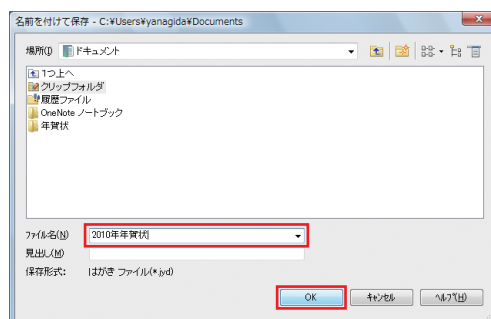 名前を付けて保存 - C:¥Users¥yanagida¥Documents
場所(I) ドキュメント
1つ上へ
クリップフォルダ
履歴ファイル
OneNote ノートブック
年賀状
ファイル名(N) 2010年年賀状
見出し(M)
保存形式: はがき ファイル(*.jyd)
OK キャンセル ヘルプ(H)